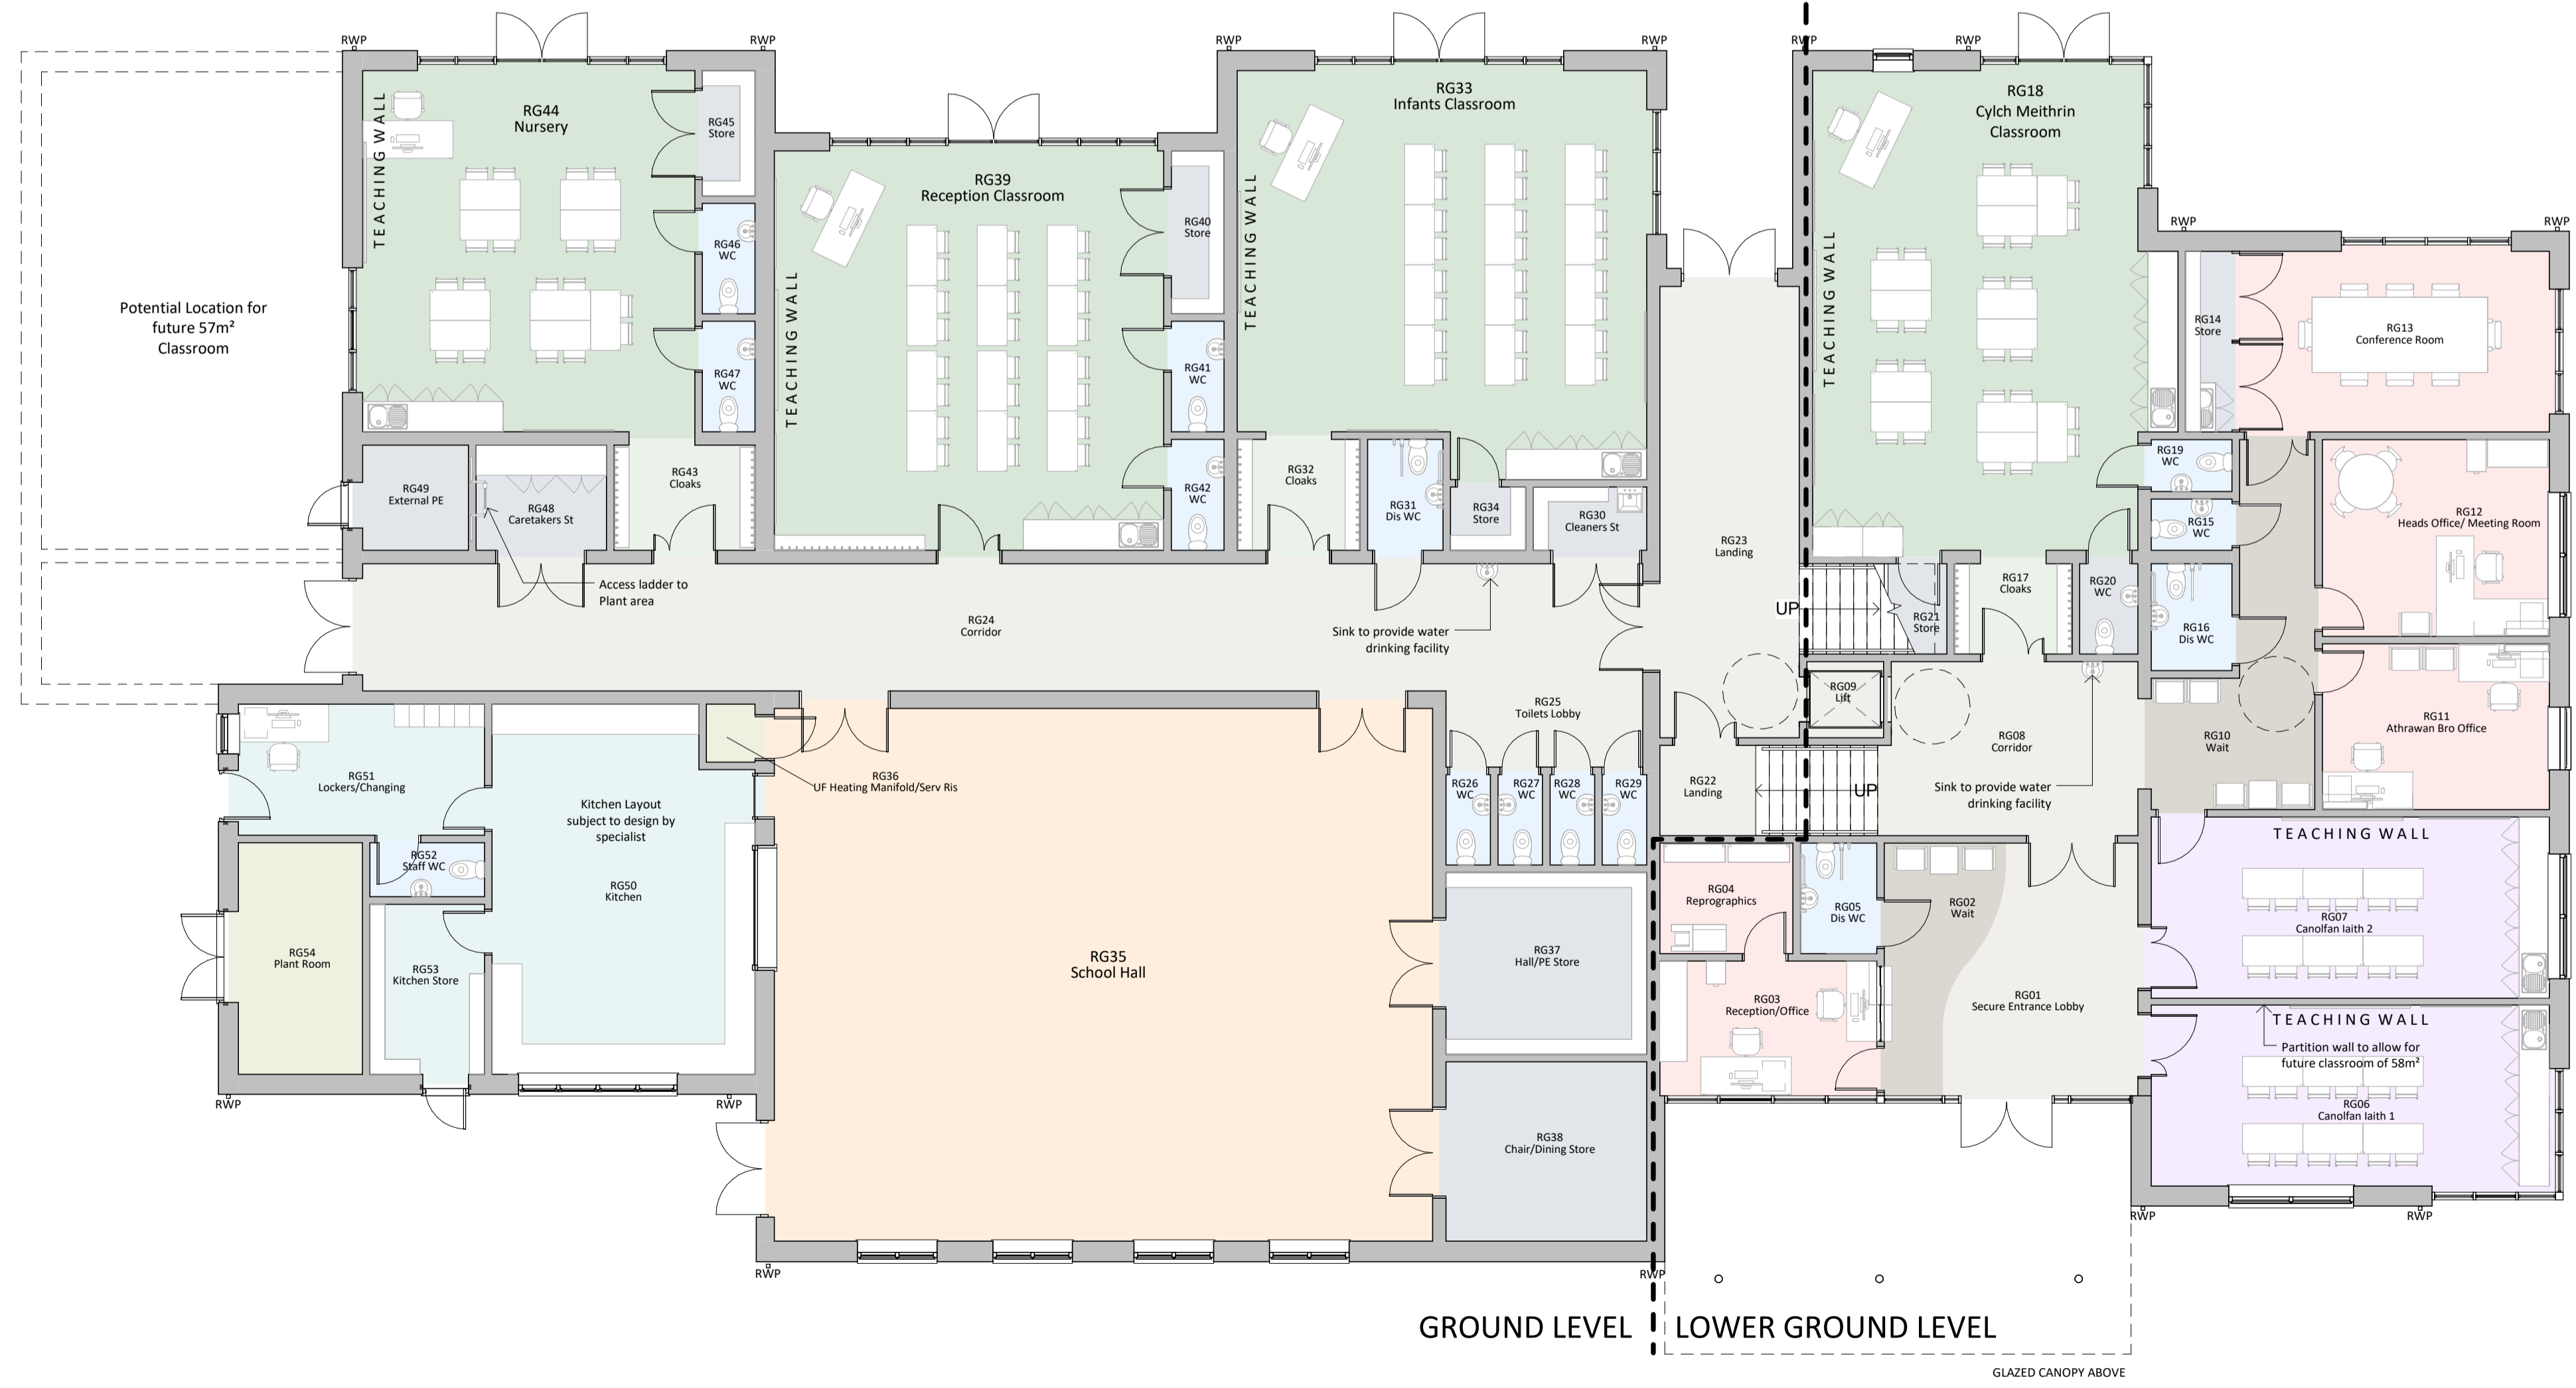 RWP
RWP
RWP
RWP
RWP
RWP
RG44
Nursery
TEACHING WALL
RG45
Store
RG46
WC
RG47
WC
RG39
Reception Classroom
TEACHING WALL
RG40
Store
RG41
WC
RG42
WC
RG33
Infants Classroom
TEACHING WALL
RG18
Cylch Meithrin
Classroom
TEACHING WALL
RWP
RWP
RG14
Store
RG13
Conference Room
Potential Location for
future 57m²
Classroom
RG49
External PE
RG48
Caretakers St
RG43
Cloaks
RG32
Cloaks
RG31
Dis WC
RG34
Store
RG30
Cleaners St
RG23
Landing
RG19
WC
RG15
WC
RG12
Heads Office/ Meeting Room
Access ladder to
Plant area
RG24
Corridor
Sink to provide water
drinking facility
UP
RG21
Store
RG17
Cloaks
RG20
WC
RG16
Dis WC
RG09
Lift
RG25
Toilets Lobby
RG08
Corridor
RG10
Wait
RG11
Athrawan Bro Office
RG51
Lockers/Changing
RG36
UF Heating Manifold/Serv Ris
Kitchen Layout
subject to design by
specialist
RG26
WC
RG27
WC
RG28
WC
RG29
WC
RG22
Landing
UP
Sink to provide water
drinking facility
RG52
Staff WC
RG50
Kitchen
RG04
Reprographics
RG05
Dis WC
RG02
Wait
TEACHING WALL
RG07
Canolfan Iaith 2
RG54
Plant Room
RG53
Kitchen Store
RG35
School Hall
RG37
Hall/PE Store
RG03
Reception/Office
RG01
Secure Entrance Lobby
TEACHING WALL
Partition wall to allow for
future classroom of 58m²
RG06
Canolfan Iaith 1
RWP
RWP
RG38
Chair/Dining Store
RWP
RWP
RWP
RWP
GROUND LEVEL
LOWER GROUND LEVEL
GLAZED CANOPY ABOVE